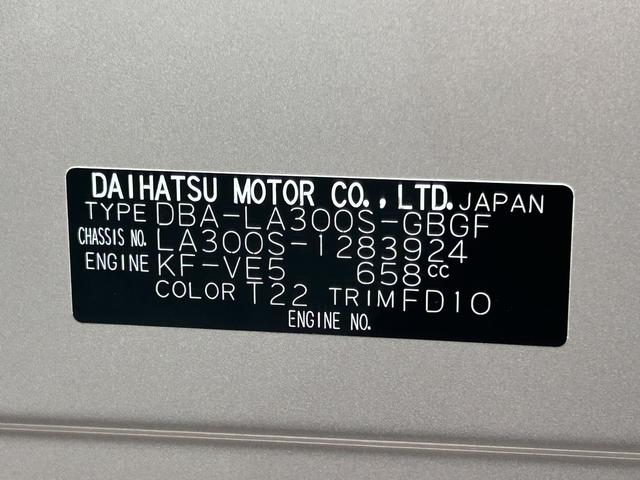 DAIHATSU MOTOR CO., LTD. JAPAN
TYPE DBA-LA300S-GBGF
CHASSIS NO. LA300S-1283924
ENGINE KF-VE5 658cc
COLOR T22 TRIM FD10
ENGINE NO.